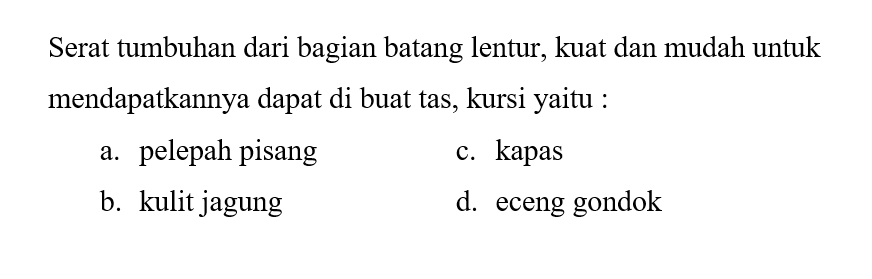 Serat tumbuhan dari bagian batang lentur, kuat dan mudah untuk
mendapatkannya dapat di buat tas, kursi yaitu :
a. pelepah pisang c. kapas
b. kulit jagung d. eceng gondok